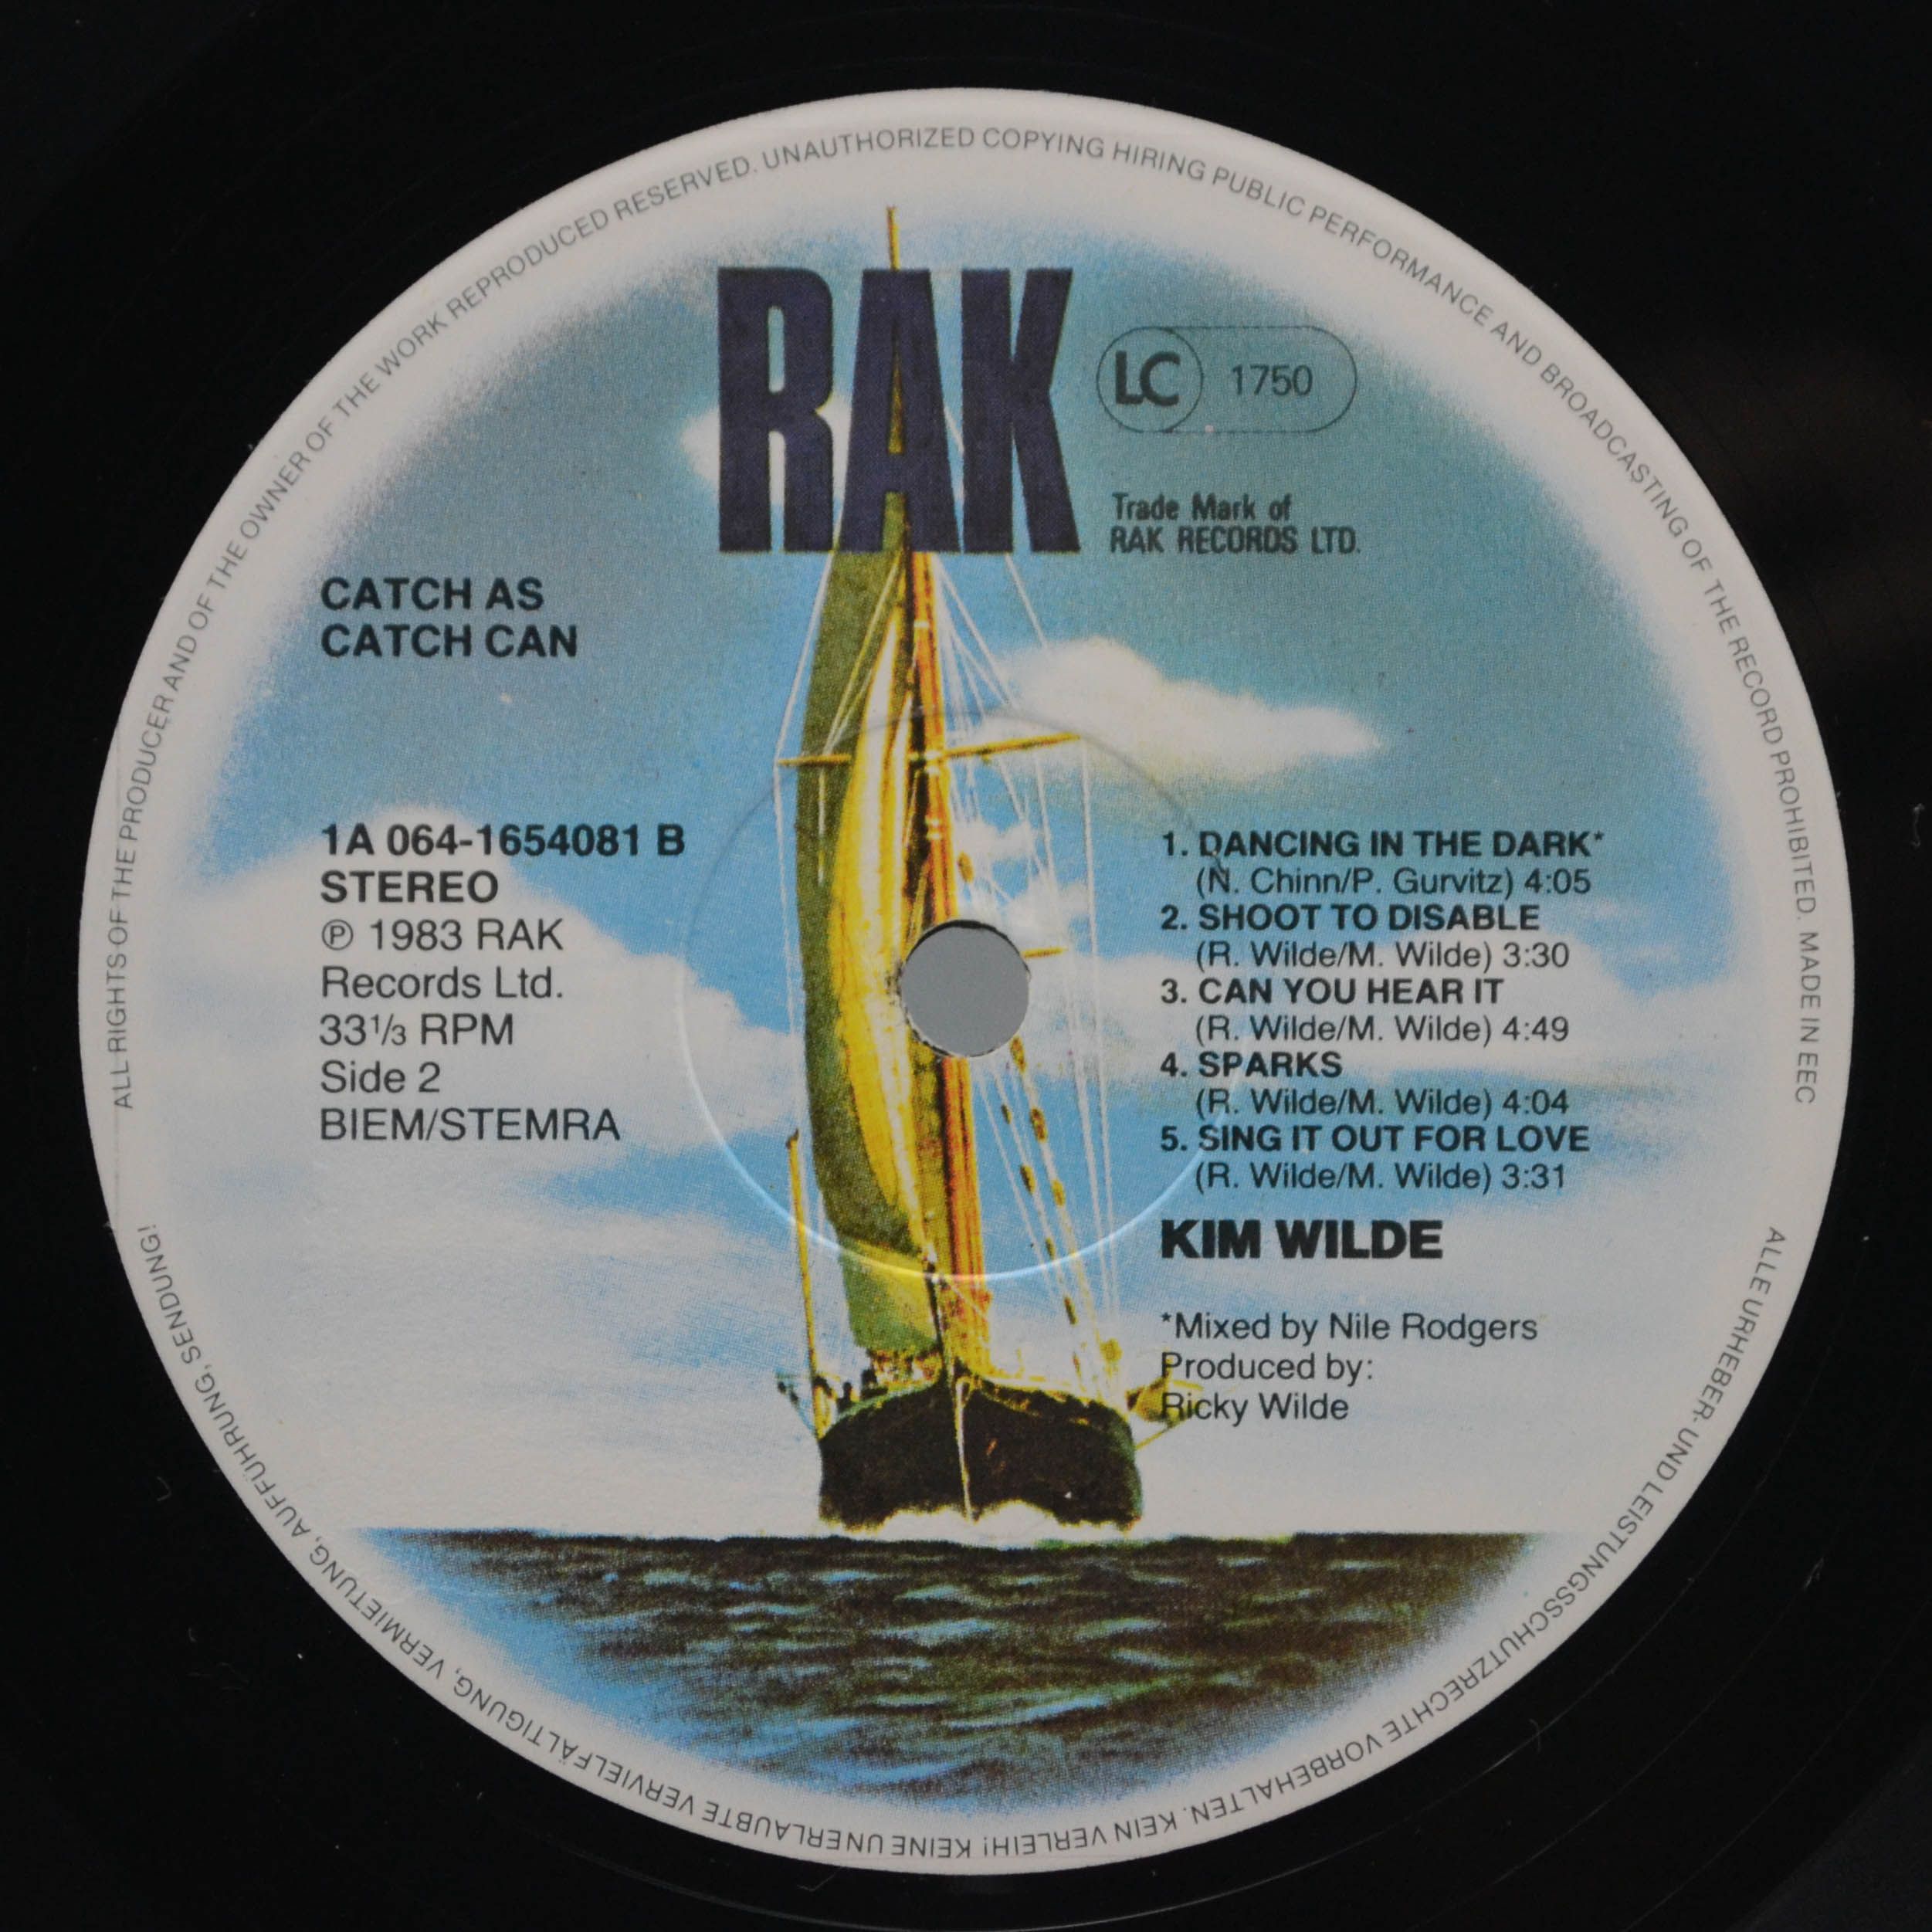 ALL RIGHTS OF THE PRODUCER AND OF THE OWNER OF THE WORK REPRODUCED RESERVED. UNAUTHORIZED COPYING HIRING PUBLIC PERFORMANCE AND BROADCASTING OF THE RECORD PROHIBITED. MADE IN EEC
RAK
LC 1750
Trade Mark of
RAK RECORDS LTD.
CATCH AS
CATCH CAN
1A 064-1654081 B
STEREO
℗ 1983 RAK
Records Ltd.
33 1/3 RPM
Side 2
BIEM/STEMRA
1. DANCING IN THE DARK*
(N. Chinn/P. Gurvitz) 4:05
2. SHOOT TO DISABLE
(R. Wilde/M. Wilde) 3:30
3. CAN YOU HEAR IT
(R. Wilde/M. Wilde) 4:49
4. SPARKS
(R. Wilde/M. Wilde) 4:04
5. SING IT OUT FOR LOVE
(R. Wilde/M. Wilde) 3:31
KIM WILDE
*Mixed by Nile Rodgers
Produced by:
Ricky Wilde
ALLE URHEBER- UND LEISTUNGSSCHUTZRECHTE VORBEHALTEN. KEIN VERLEIH! KEINE UNERLAUBTE VERVIELFÄLTIGUNG, VERMIETUNG, AUFFÜHRUNG, SENDUNG!